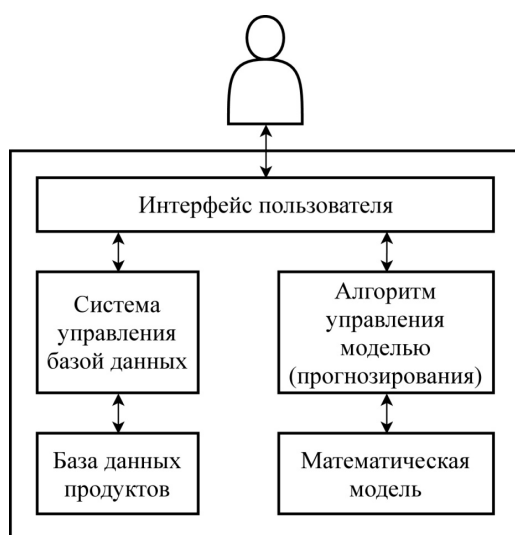 Интерфейс пользователя
Система
управления
базой данных
Алгоритм
управления
моделью
(прогнозирования)
База данных
продуктов
Математическая
модель